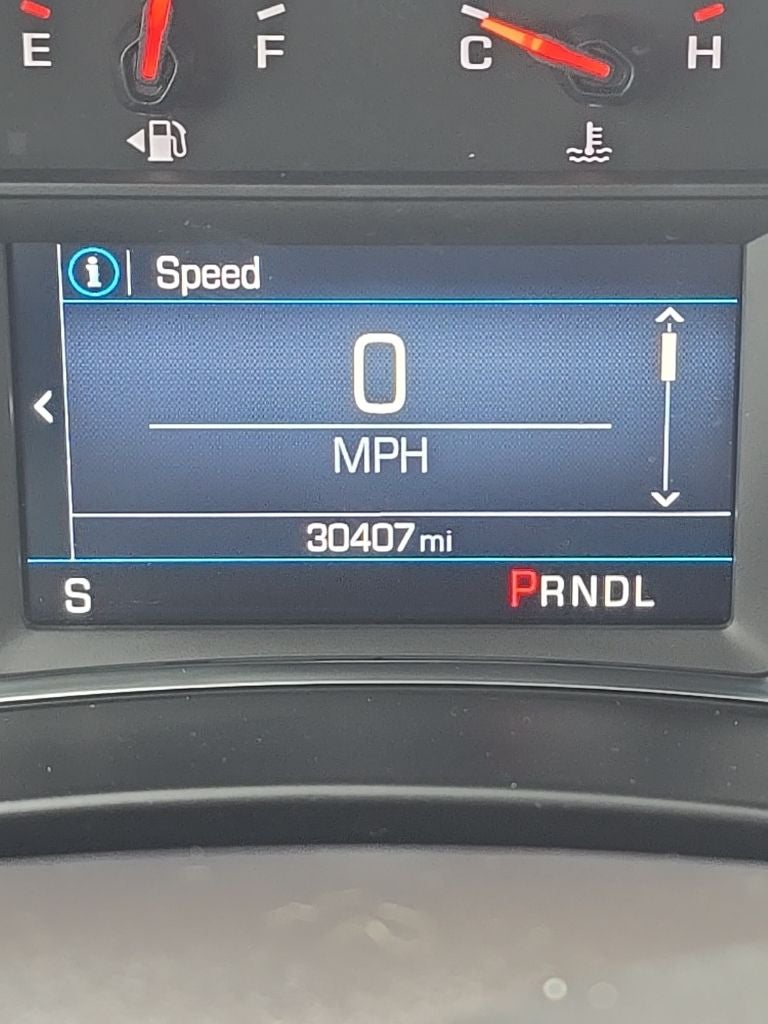 E F C H
i Speed
0
MPH
30407 mi
S PRNDL